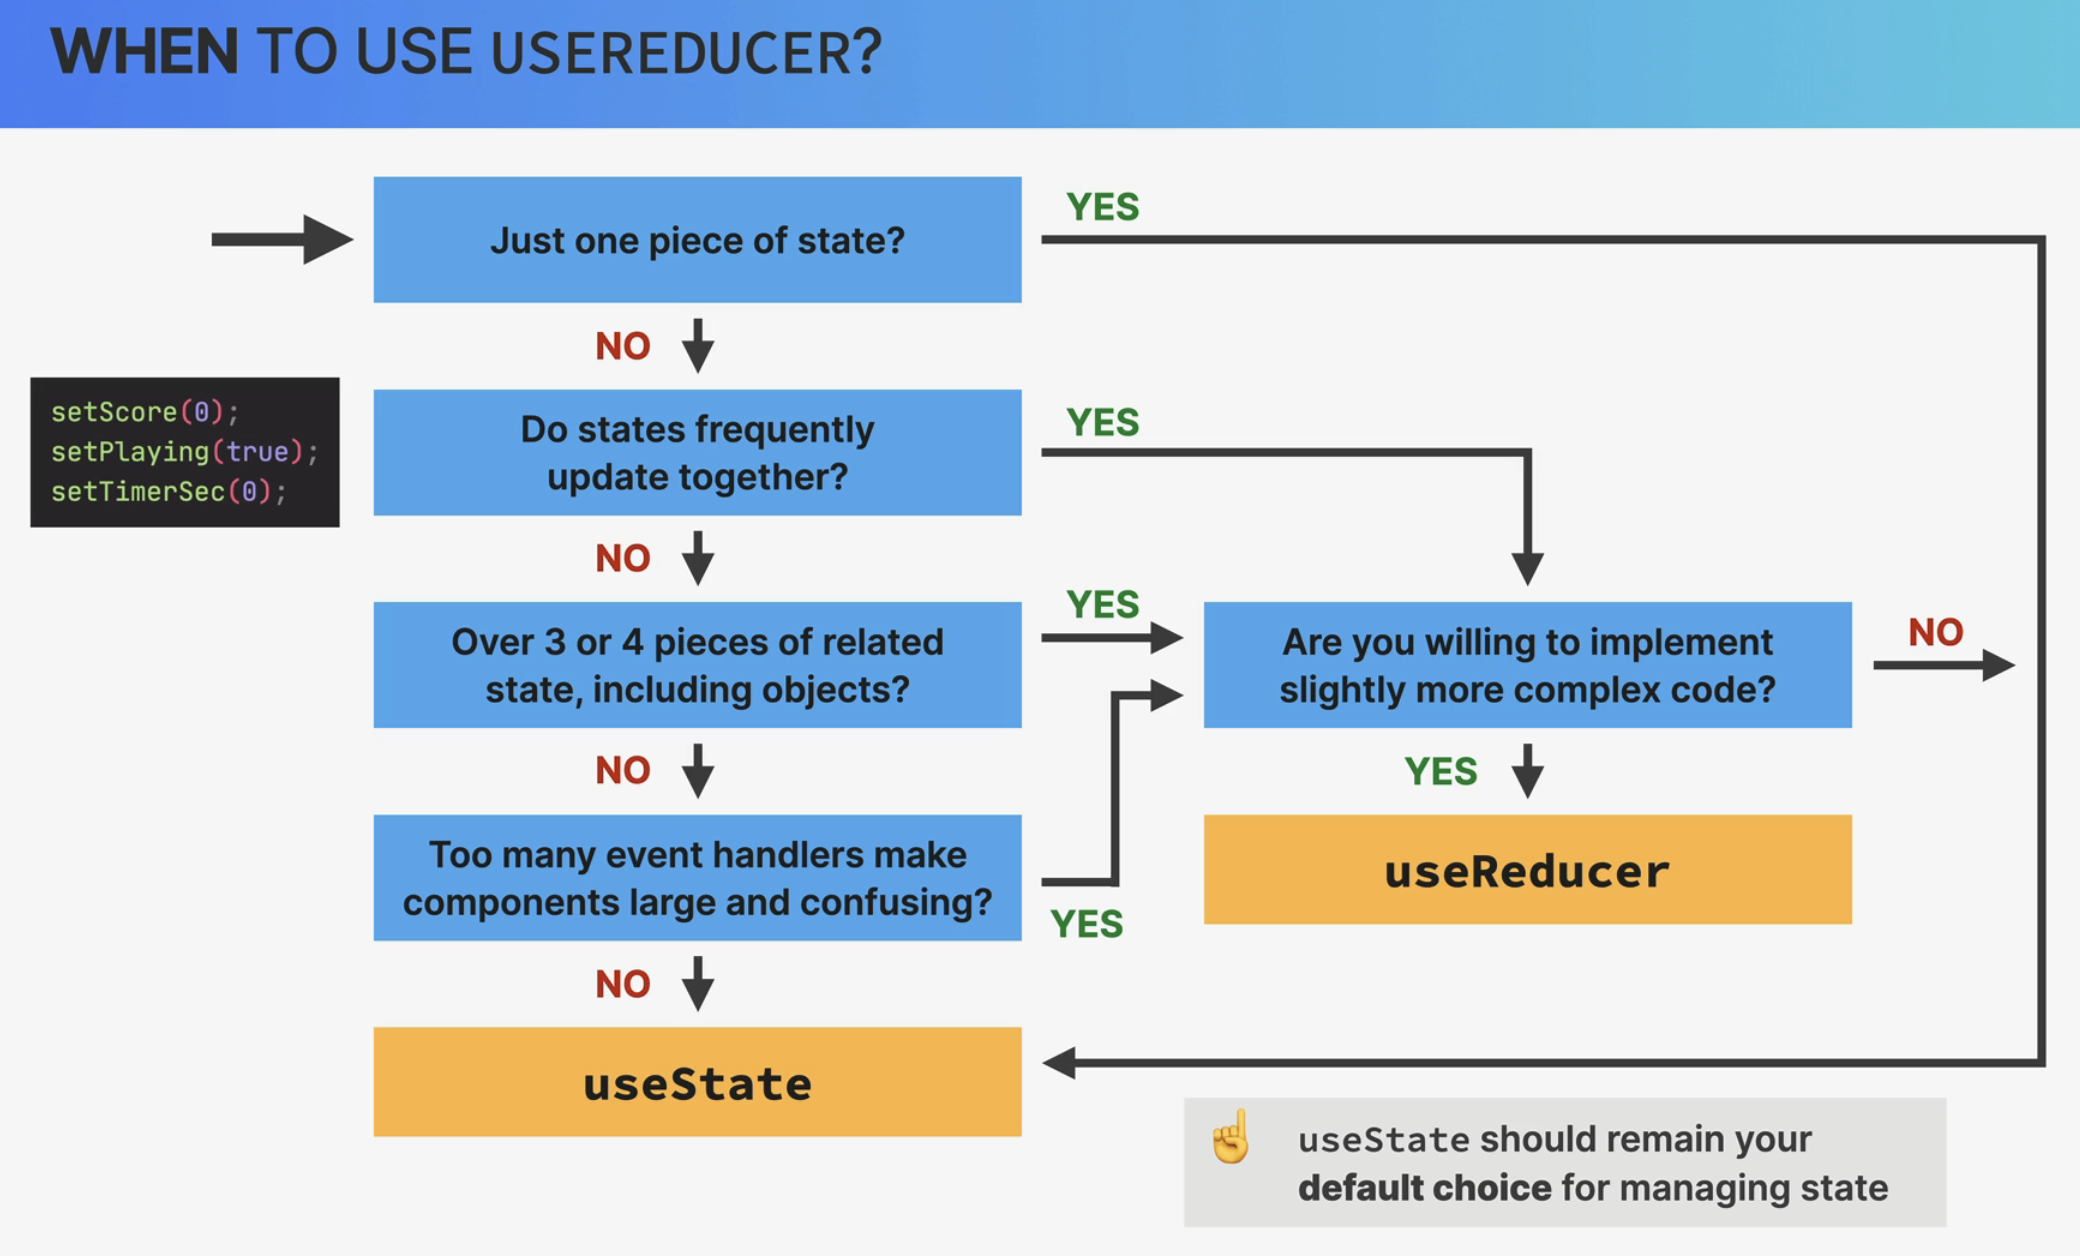 WHEN TO USE USEREDUCER?
Just one piece of state?
YES
NO
setScore(0);
setPlaying(true);
setTimerSec(0);
Do states frequently
update together?
YES
NO
Over 3 or 4 pieces of related
state, including objects?
YES
Are you willing to implement
slightly more complex code?
NO
NO
YES
Too many event handlers make
components large and confusing?
YES
useReducer
NO
useState
☝️ useState should remain your
default choice for managing state